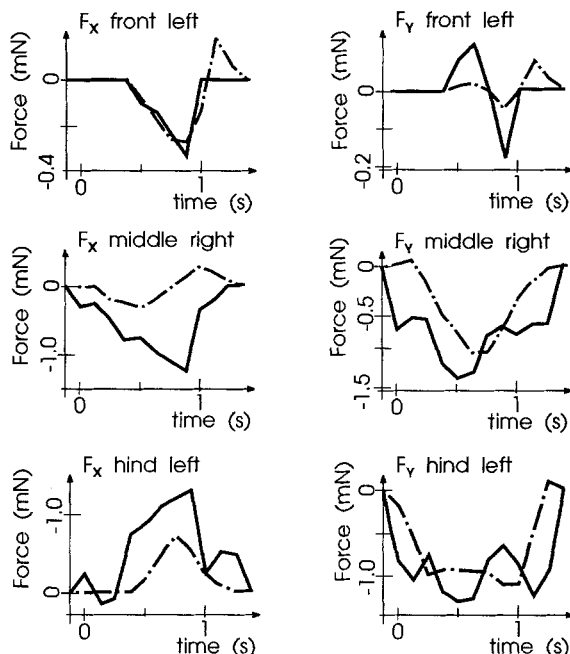 Fx front left
Force (mN)
0
-0.4
0
1
time (s)
FY front left
Force (mN)
0
-0.2
0
1
time (s)
Fx middle right
Force (mN)
0
-1.0
0
1
time (s)
FY middle right
Force (mN)
0
-0.5
-1.5
0
1
time (s)
Fx hind left
Force (mN)
-1.0
0
0
1
time (s)
FY hind left
Force (mN)
0
-1.0
0
1
time (s)